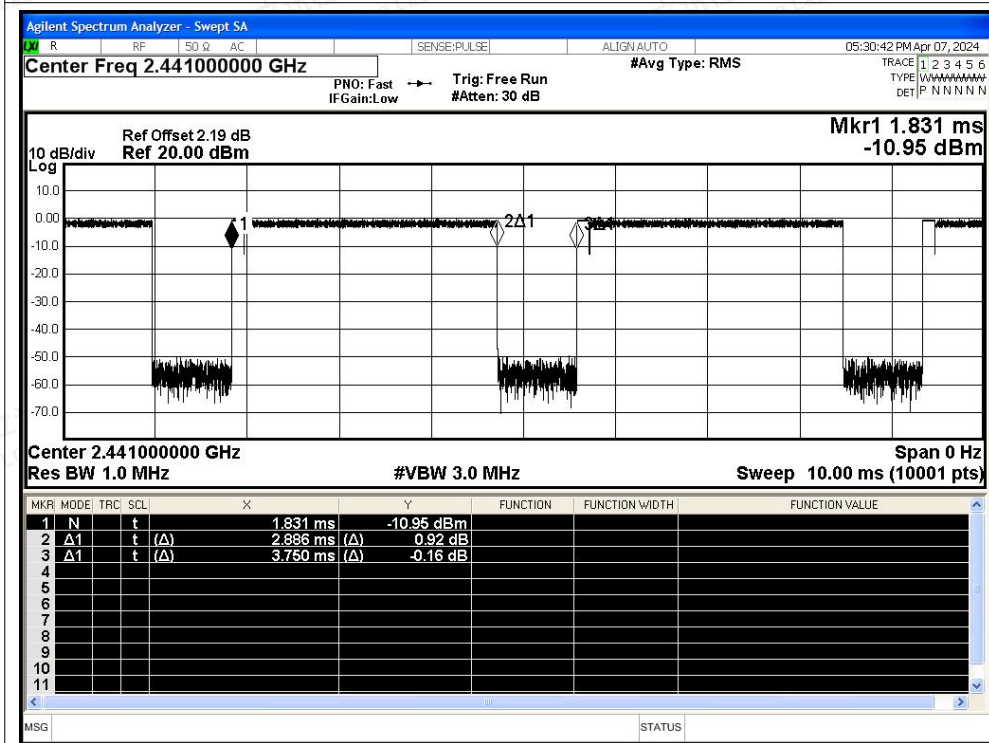 Agilent Spectrum Analyzer - Swept SA
LXI R RF 50 Ω AC SENSE:PULSE ALIGN AUTO 05:30:42 PM Apr 07, 2024
Center Freq 2.441000000 GHz #Avg Type: RMS TRACE 1 2 3 4 5 6
PNO: Fast Trig: Free Run TYPE
IFGain:Low #Atten: 30 dB DET P N N N N N
Mkr1 1.831 ms
-10.95 dBm
Ref Offset 2.19 dB
10 dB/div Ref 20.00 dBm
Log
10.0
0.00
1 2Δ1 3Δ1
-10.0
-20.0
-30.0
-40.0
-50.0
-60.0
-70.0
Center 2.441000000 GHz Span 0 Hz
Res BW 1.0 MHz #VBW 3.0 MHz Sweep 10.00 ms (10001 pts)
MKR MODE TRC SCL X Y FUNCTION FUNCTION WIDTH FUNCTION VALUE
1 N t 1.831 ms -10.95 dBm
2 Δ1 t (Δ) 2.886 ms (Δ) 0.92 dB
3 Δ1 t (Δ) 3.750 ms (Δ) -0.16 dB
4
5
6
7
8
9
10
11
MSG STATUS